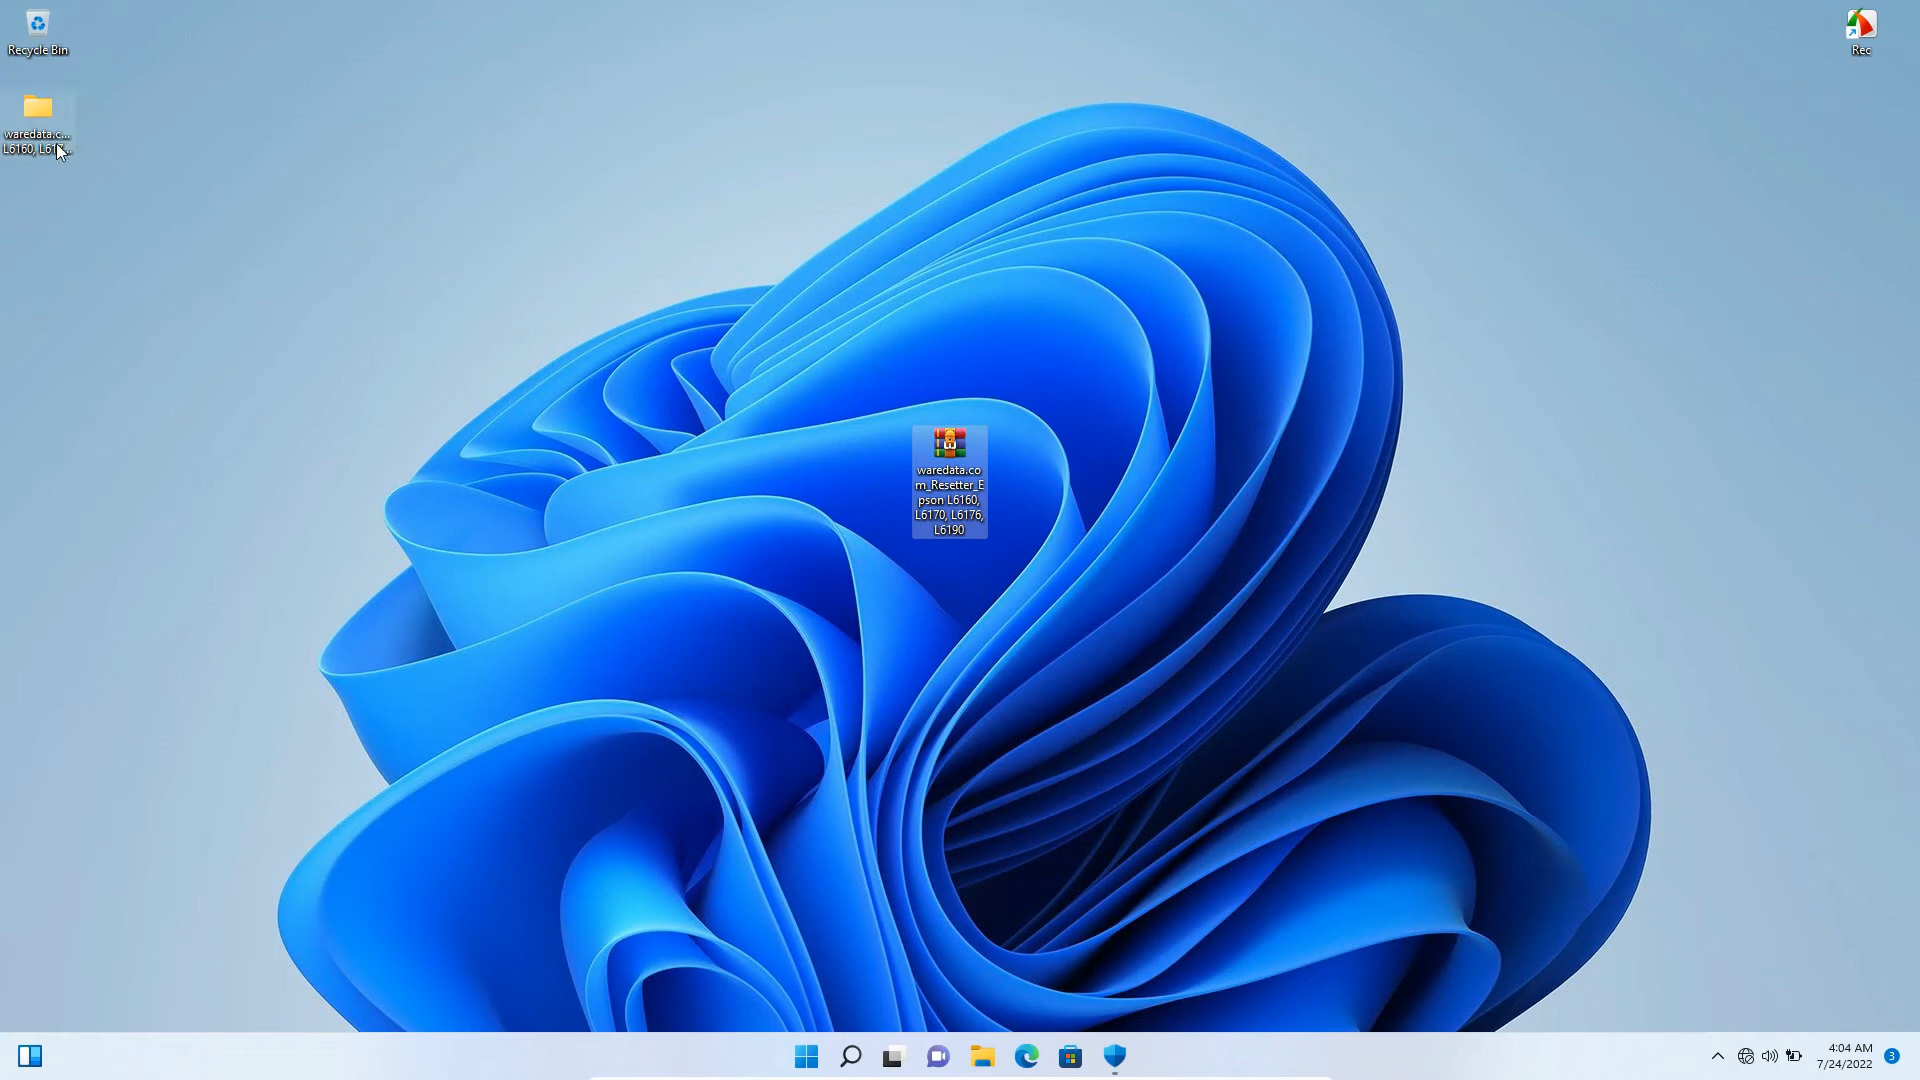 Recycle Bin
Rec
waredata.c...
L6160, L61
waredata.co
m_Resetter_E
pson L6160,
L6170, L6176,
L6190
4:04 AM
7/24/2022
3